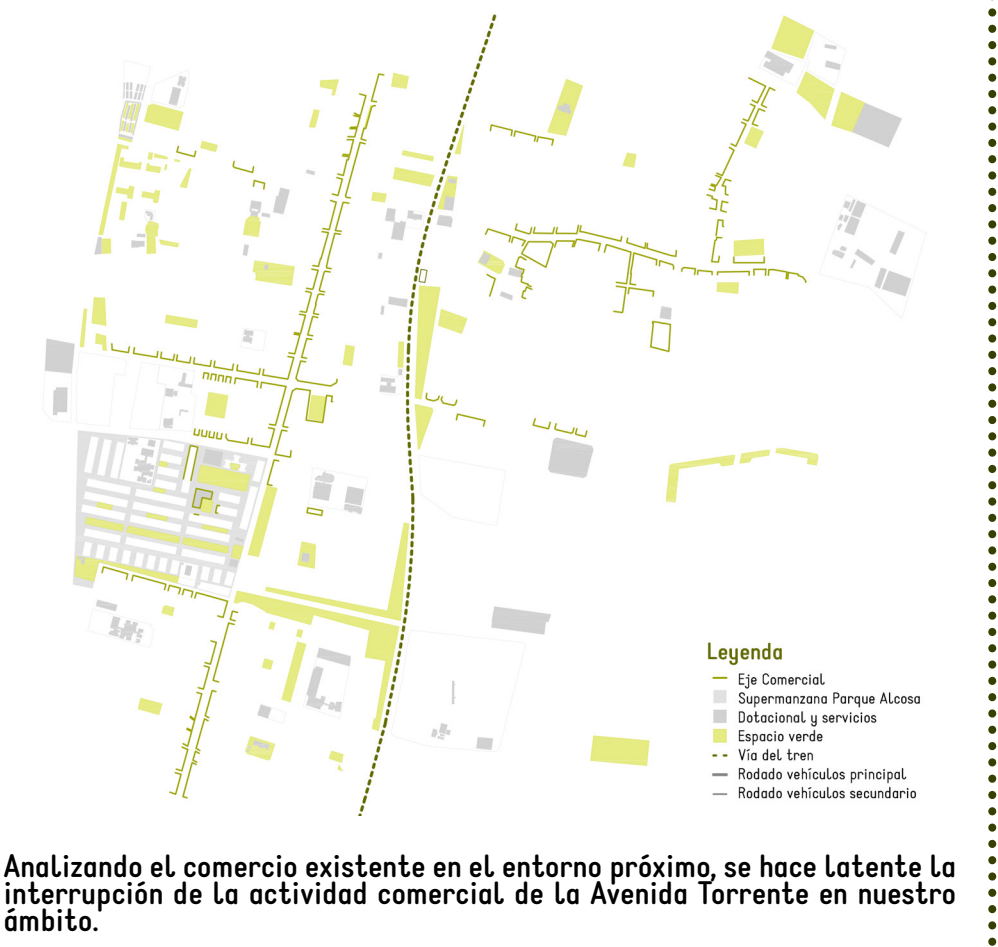 Leyenda
Eje Comercial
Supermanzana Parque Alcosa
Dotacional y servicios
Espacio verde
Vía del tren
Rodado vehículos principal
Rodado vehículos secundario
Analizando el comercio existente en el entorno próximo, se hace latente la
interrupción de la actividad comercial de la Avenida Torrente en nuestro
ámbito.